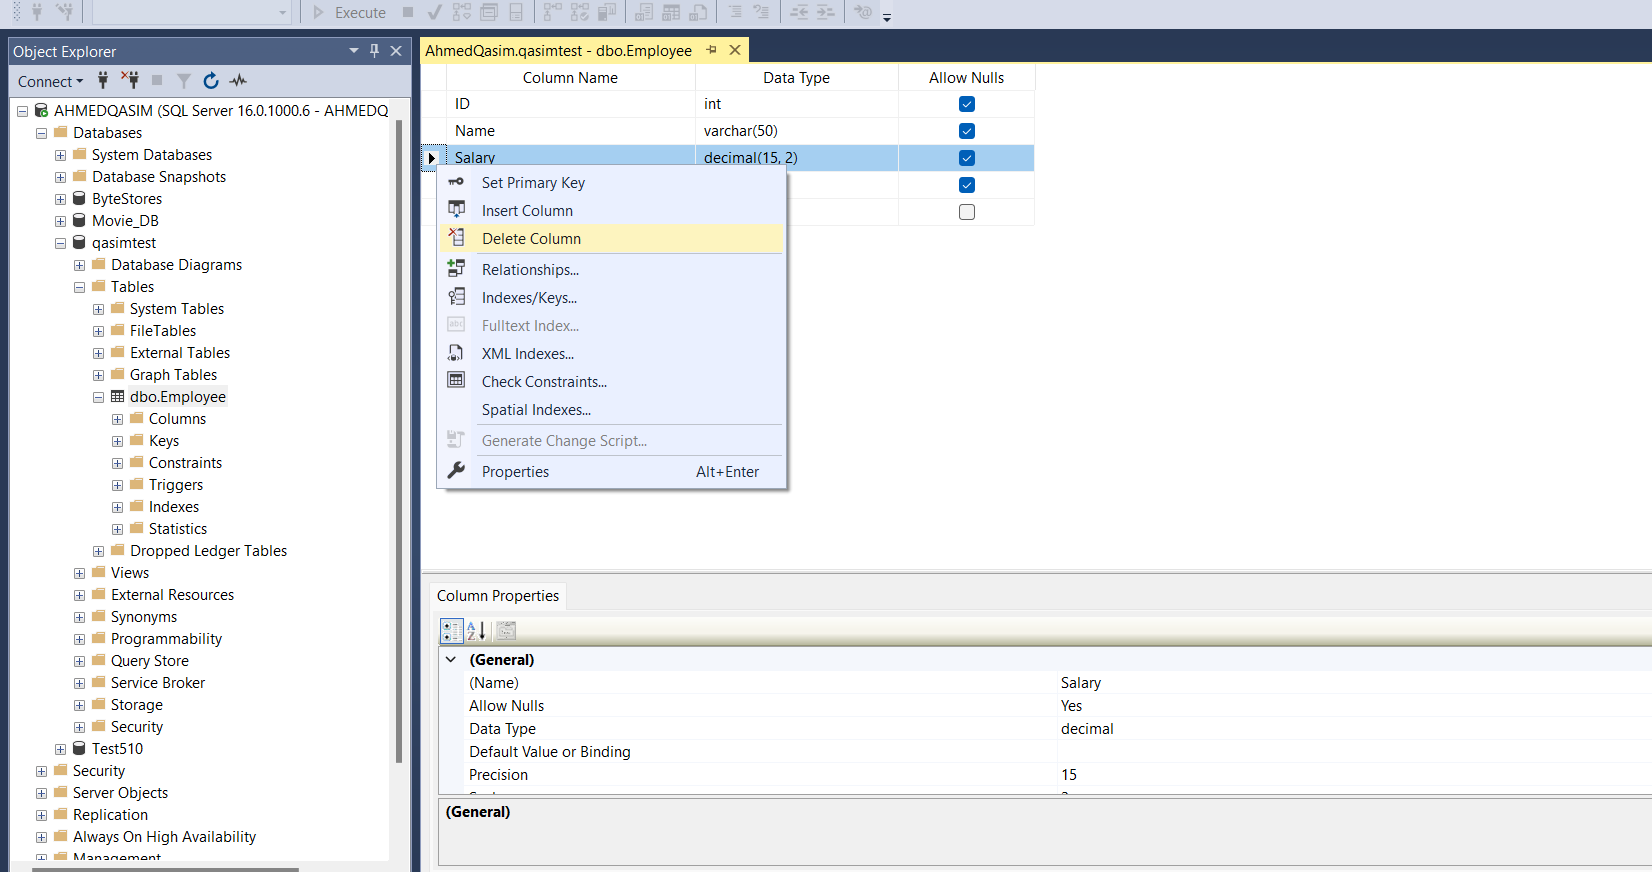 Execute
Object Explorer
Connect
AHMEDQASIM (SQL Server 16.0.1000.6 - AHMEDQ
Databases
System Databases
Database Snapshots
ByteStores
Movie_DB
qasimtest
Database Diagrams
Tables
System Tables
FileTables
External Tables
Graph Tables
dbo.Employee
Columns
Keys
Constraints
Triggers
Indexes
Statistics
Dropped Ledger Tables
Views
External Resources
Synonyms
Programmability
Query Store
Service Broker
Storage
Security
Test510
Security
Server Objects
Replication
Always On High Availability
Management
AhmedQasim.qasimtest - dbo.Employee
Column Name Data Type Allow Nulls
ID int
Name varchar(50)
Salary decimal(15, 2)
Set Primary Key
Insert Column
Delete Column
Relationships...
Indexes/Keys...
abc Fulltext Index...
XML Indexes...
Check Constraints...
Spatial Indexes...
Generate Change Script...
Properties Alt+Enter
Column Properties
(General)
(Name) Salary
Allow Nulls Yes
Data Type decimal
Default Value or Binding
Precision 15
(General)